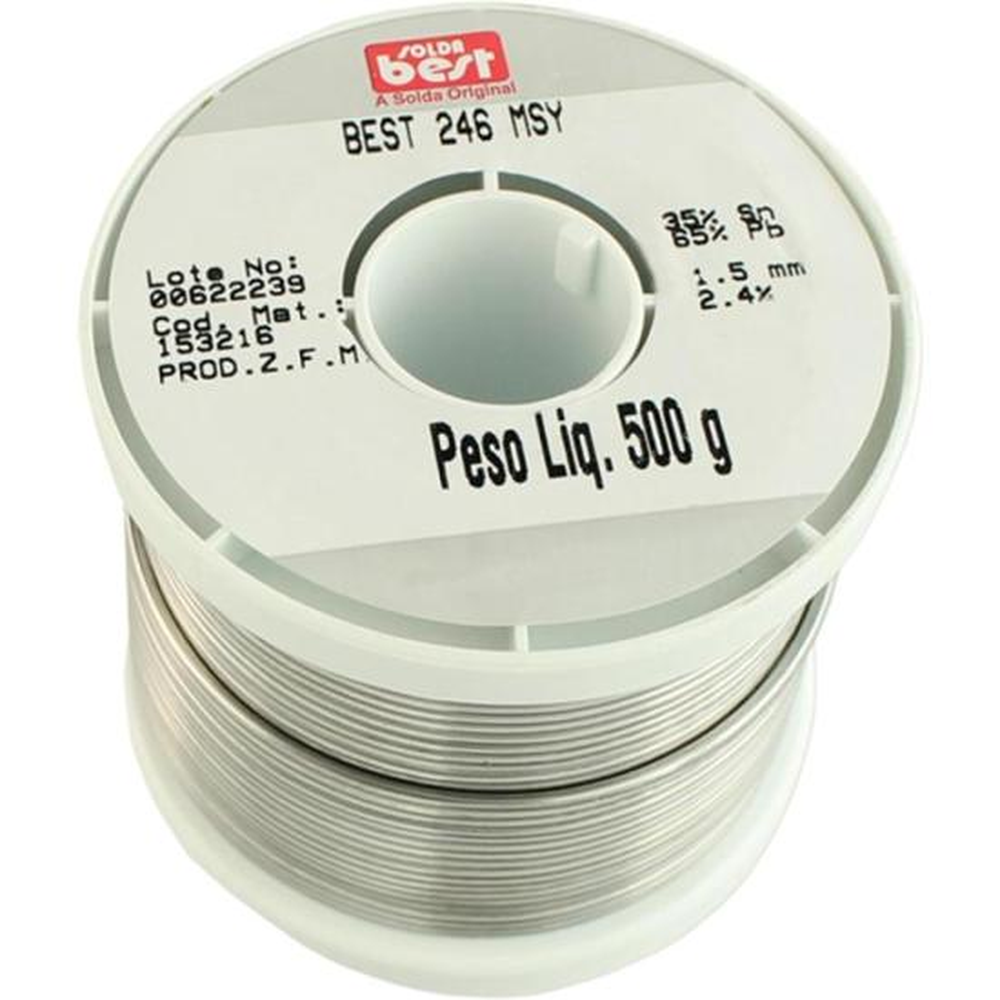 SOLDA
best
A Solda Original
BEST 246 MSY
35% Sn
65% Pb
1.5 mm
2.4%
Lote No:
00622239
Cod. Mat.:
153216
PROD.Z.F.M
Peso Liq. 500 g